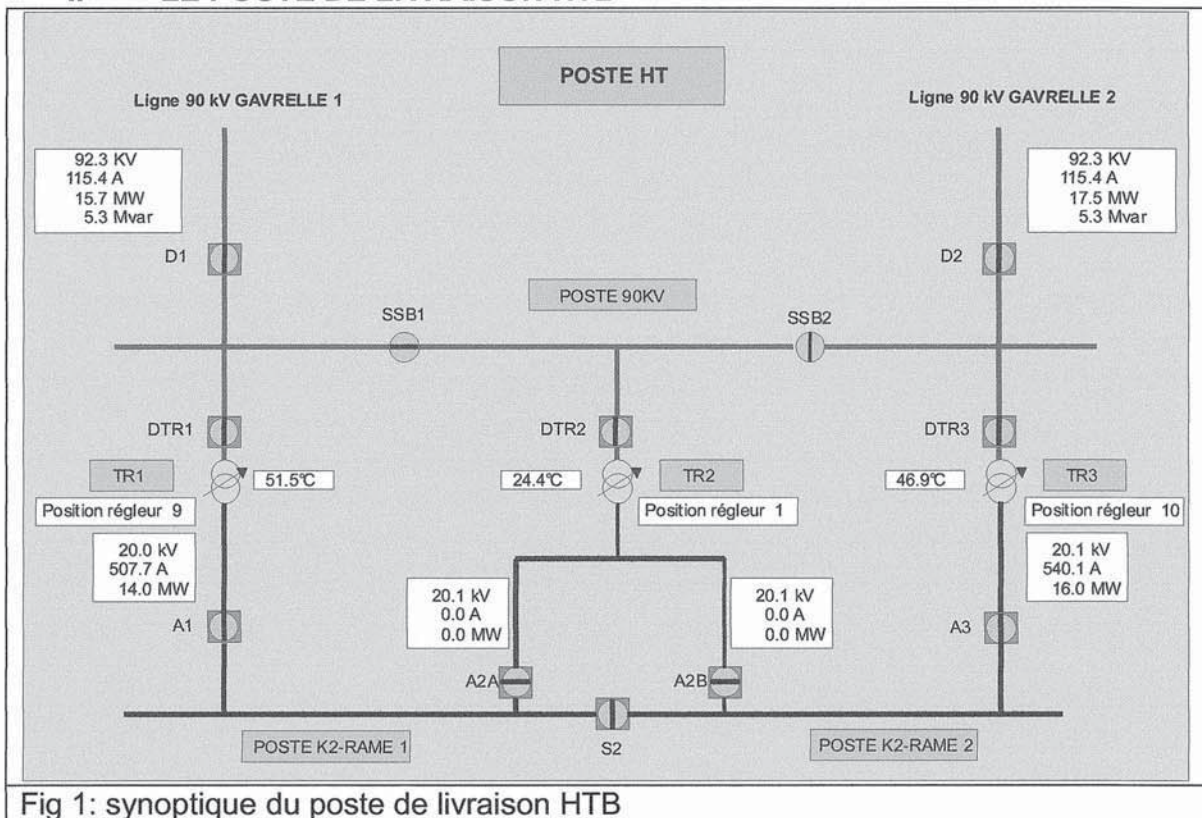 LE POSTE DE LIVRAISON HTB
POSTE HT
Ligne 90 kV GAVRELLE 1
Ligne 90 kV GAVRELLE 2
92.3 KV
115.4 A
15.7 MW
5.3 Mvar
92.3 KV
115.4 A
17.5 MW
5.3 Mvar
D1
D2
POSTE 90KV
SSB1
SSB2
DTR1
DTR2
DTR3
TR1
51.5°C
24.4°C
TR2
46.9°C
TR3
Position régleur 9
Position régleur 1
Position régleur 10
20.0 kV
507.7 A
14.0 MW
20.1 kV
0.0 A
0.0 MW
20.1 kV
0.0 A
0.0 MW
20.1 kV
540.1 A
16.0 MW
A1
A2A
A2B
A3
POSTE K2-RAME 1
S2
POSTE K2-RAME 2
Fig 1: synoptique du poste de livraison HTB